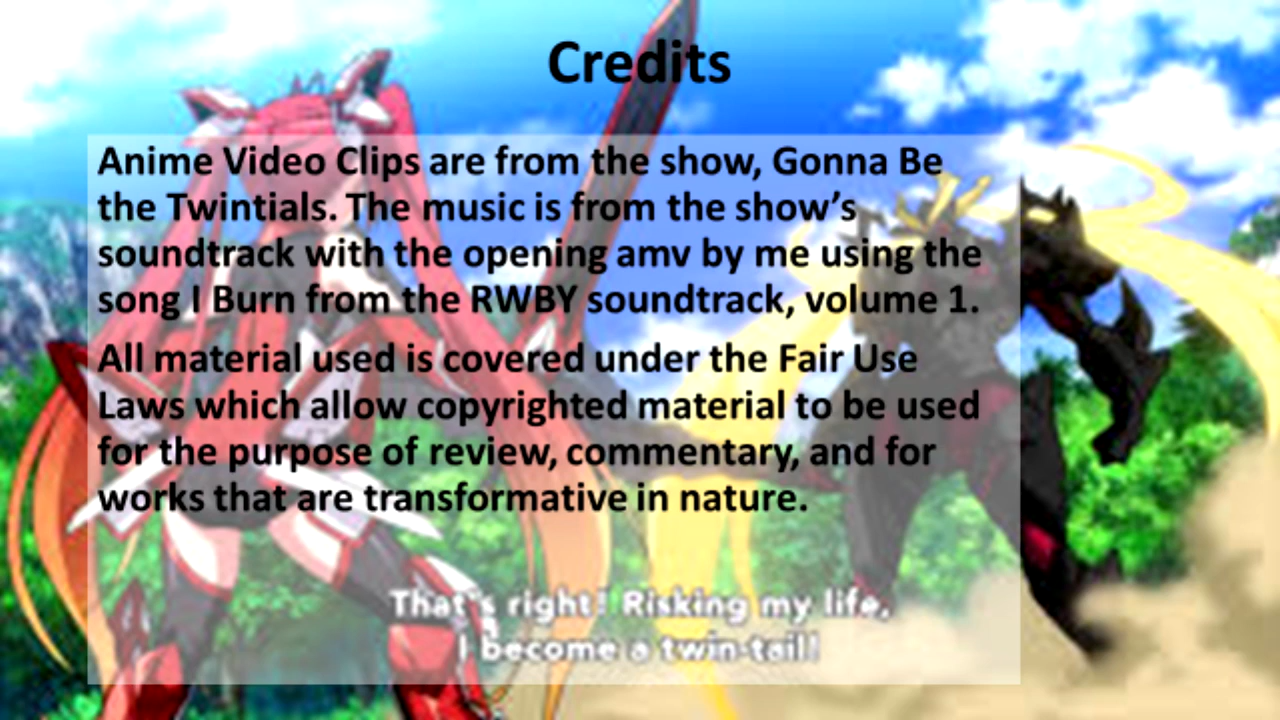 Credits
Anime Video Clips are from the show, Gonna Be
the Twintials. The music is from the show’s
soundtrack with the opening amv by me using the
song I Burn from the RWBY soundtrack, volume 1.
All material used is covered under the Fair Use
Laws which allow copyrighted material to be used
for the purpose of review, commentary, and for
works that are transformative in nature.
That's right! Risking my life,
I become a twin-tail!